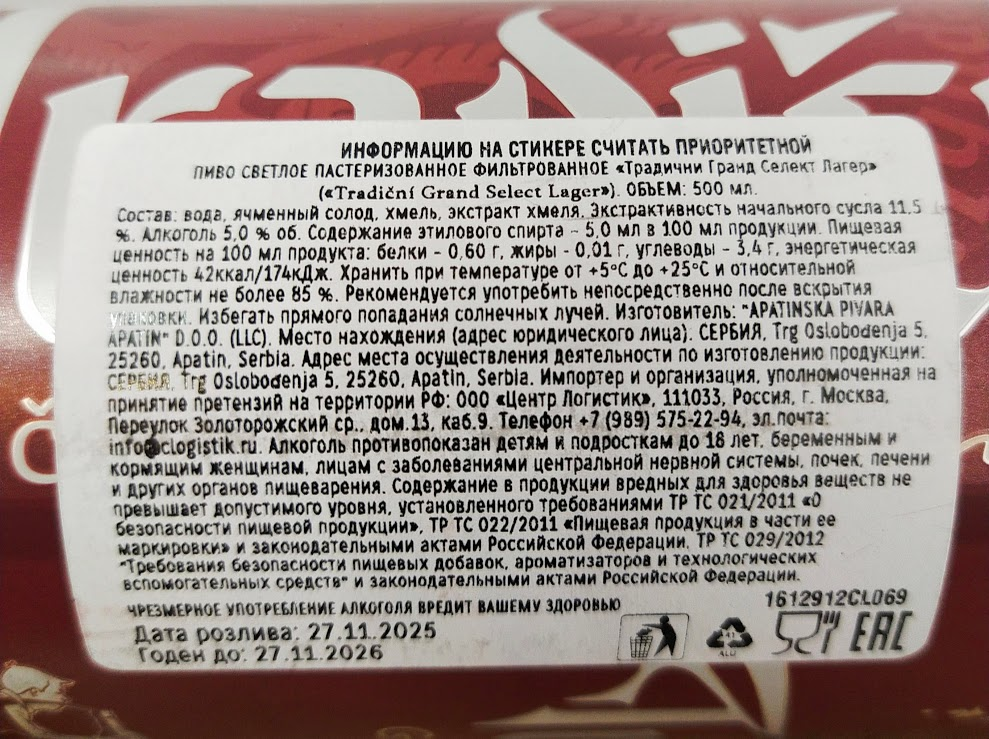 ИНФОРМАЦИЮ НА СТИКЕРЕ СЧИТАТЬ ПРИОРИТЕТНОЙ
ПИВО СВЕТЛОЕ ПАСТЕРИЗОВАННОЕ ФИЛЬТРОВАННОЕ «Традични Гранд Селект Лагер»
(«Tradiční Grand Select Lager»). ОБЪЕМ: 500 мл.
Состав: вода, ячменный солод, хмель, экстракт хмеля. Экстрактивность начального сусла 11,5
%. Алкоголь 5,0 % об. Содержание этилового спирта - 5,0 мл в 100 мл продукции. Пищевая
ценность на 100 мл продукта: белки - 0,60 г, жиры - 0,01 г, углеводы - 3,4 г, энергетическая
ценность 42ккал/174кДж. Хранить при температуре от +5°C до +25°C и относительной
влажности не более 85 %. Рекомендуется употребить непосредственно после вскрытия
упаковки. Избегать прямого попадания солнечных лучей. Изготовитель: "APATINSKA PIVARA
APATIN" D.O.O. (LLC). Место нахождения (адрес юридического лица): СЕРБИЯ, Trg Oslobođenja 5,
25260, Apatin, Serbia. Адрес места осуществления деятельности по изготовлению продукции:
СЕРБИЯ, Trg Oslobođenja 5, 25260, Apatin, Serbia. Импортер и организация, уполномоченная на
принятие претензий на территории РФ: ООО «Центр Логистик», 111033, Россия, г. Москва,
Переулок Золоторожский ср., дом.13, каб.9. Телефон +7 (989) 575-22-94, эл.почта:
info@clogistik.ru. Алкоголь противопоказан детям и подросткам до 18 лет, беременным и
кормящим женщинам, лицам с заболеваниями центральной нервной системы, почек, печени
и других органов пищеварения. Содержание в продукции вредных для здоровья веществ не
превышает допустимого уровня, установленного требованиями ТР ТС 021/2011 «О
безопасности пищевой продукции», ТР ТС 022/2011 «Пищевая продукция в части ее
маркировки» и законодательными актами Российской Федерации, ТР ТС 029/2012
"Требования безопасности пищевых добавок, ароматизаторов и технологических
вспомогательных средств" и законодательными актами Российской Федерации.
ЧРЕЗМЕРНОЕ УПОТРЕБЛЕНИЕ АЛКОГОЛЯ ВРЕДИТ ВАШЕМУ ЗДОРОВЬЮ
1612912CL069
Дата розлива: 27.11.2025
Годен до: 27.11.2026
41
ALU
EAC